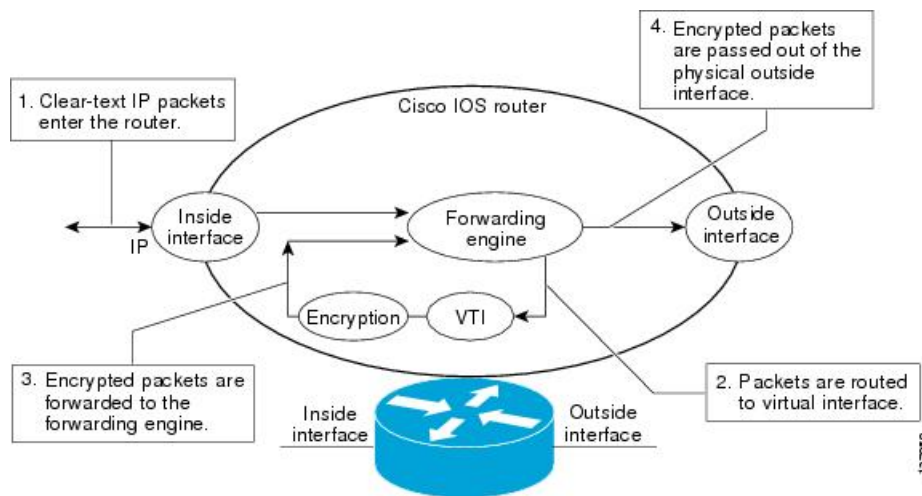 4. Encrypted packets
are passed out of the
physical outside
interface.
1. Clear-text IP packets
enter the router.
Cisco IOS router
Inside
interface
IP
Forwarding
engine
Outside
interface
Encryption
VTI
3. Encrypted packets are
forwarded to the
forwarding engine.
2. Packets are routed
to virtual interface.
Inside
interface
Outside
interface